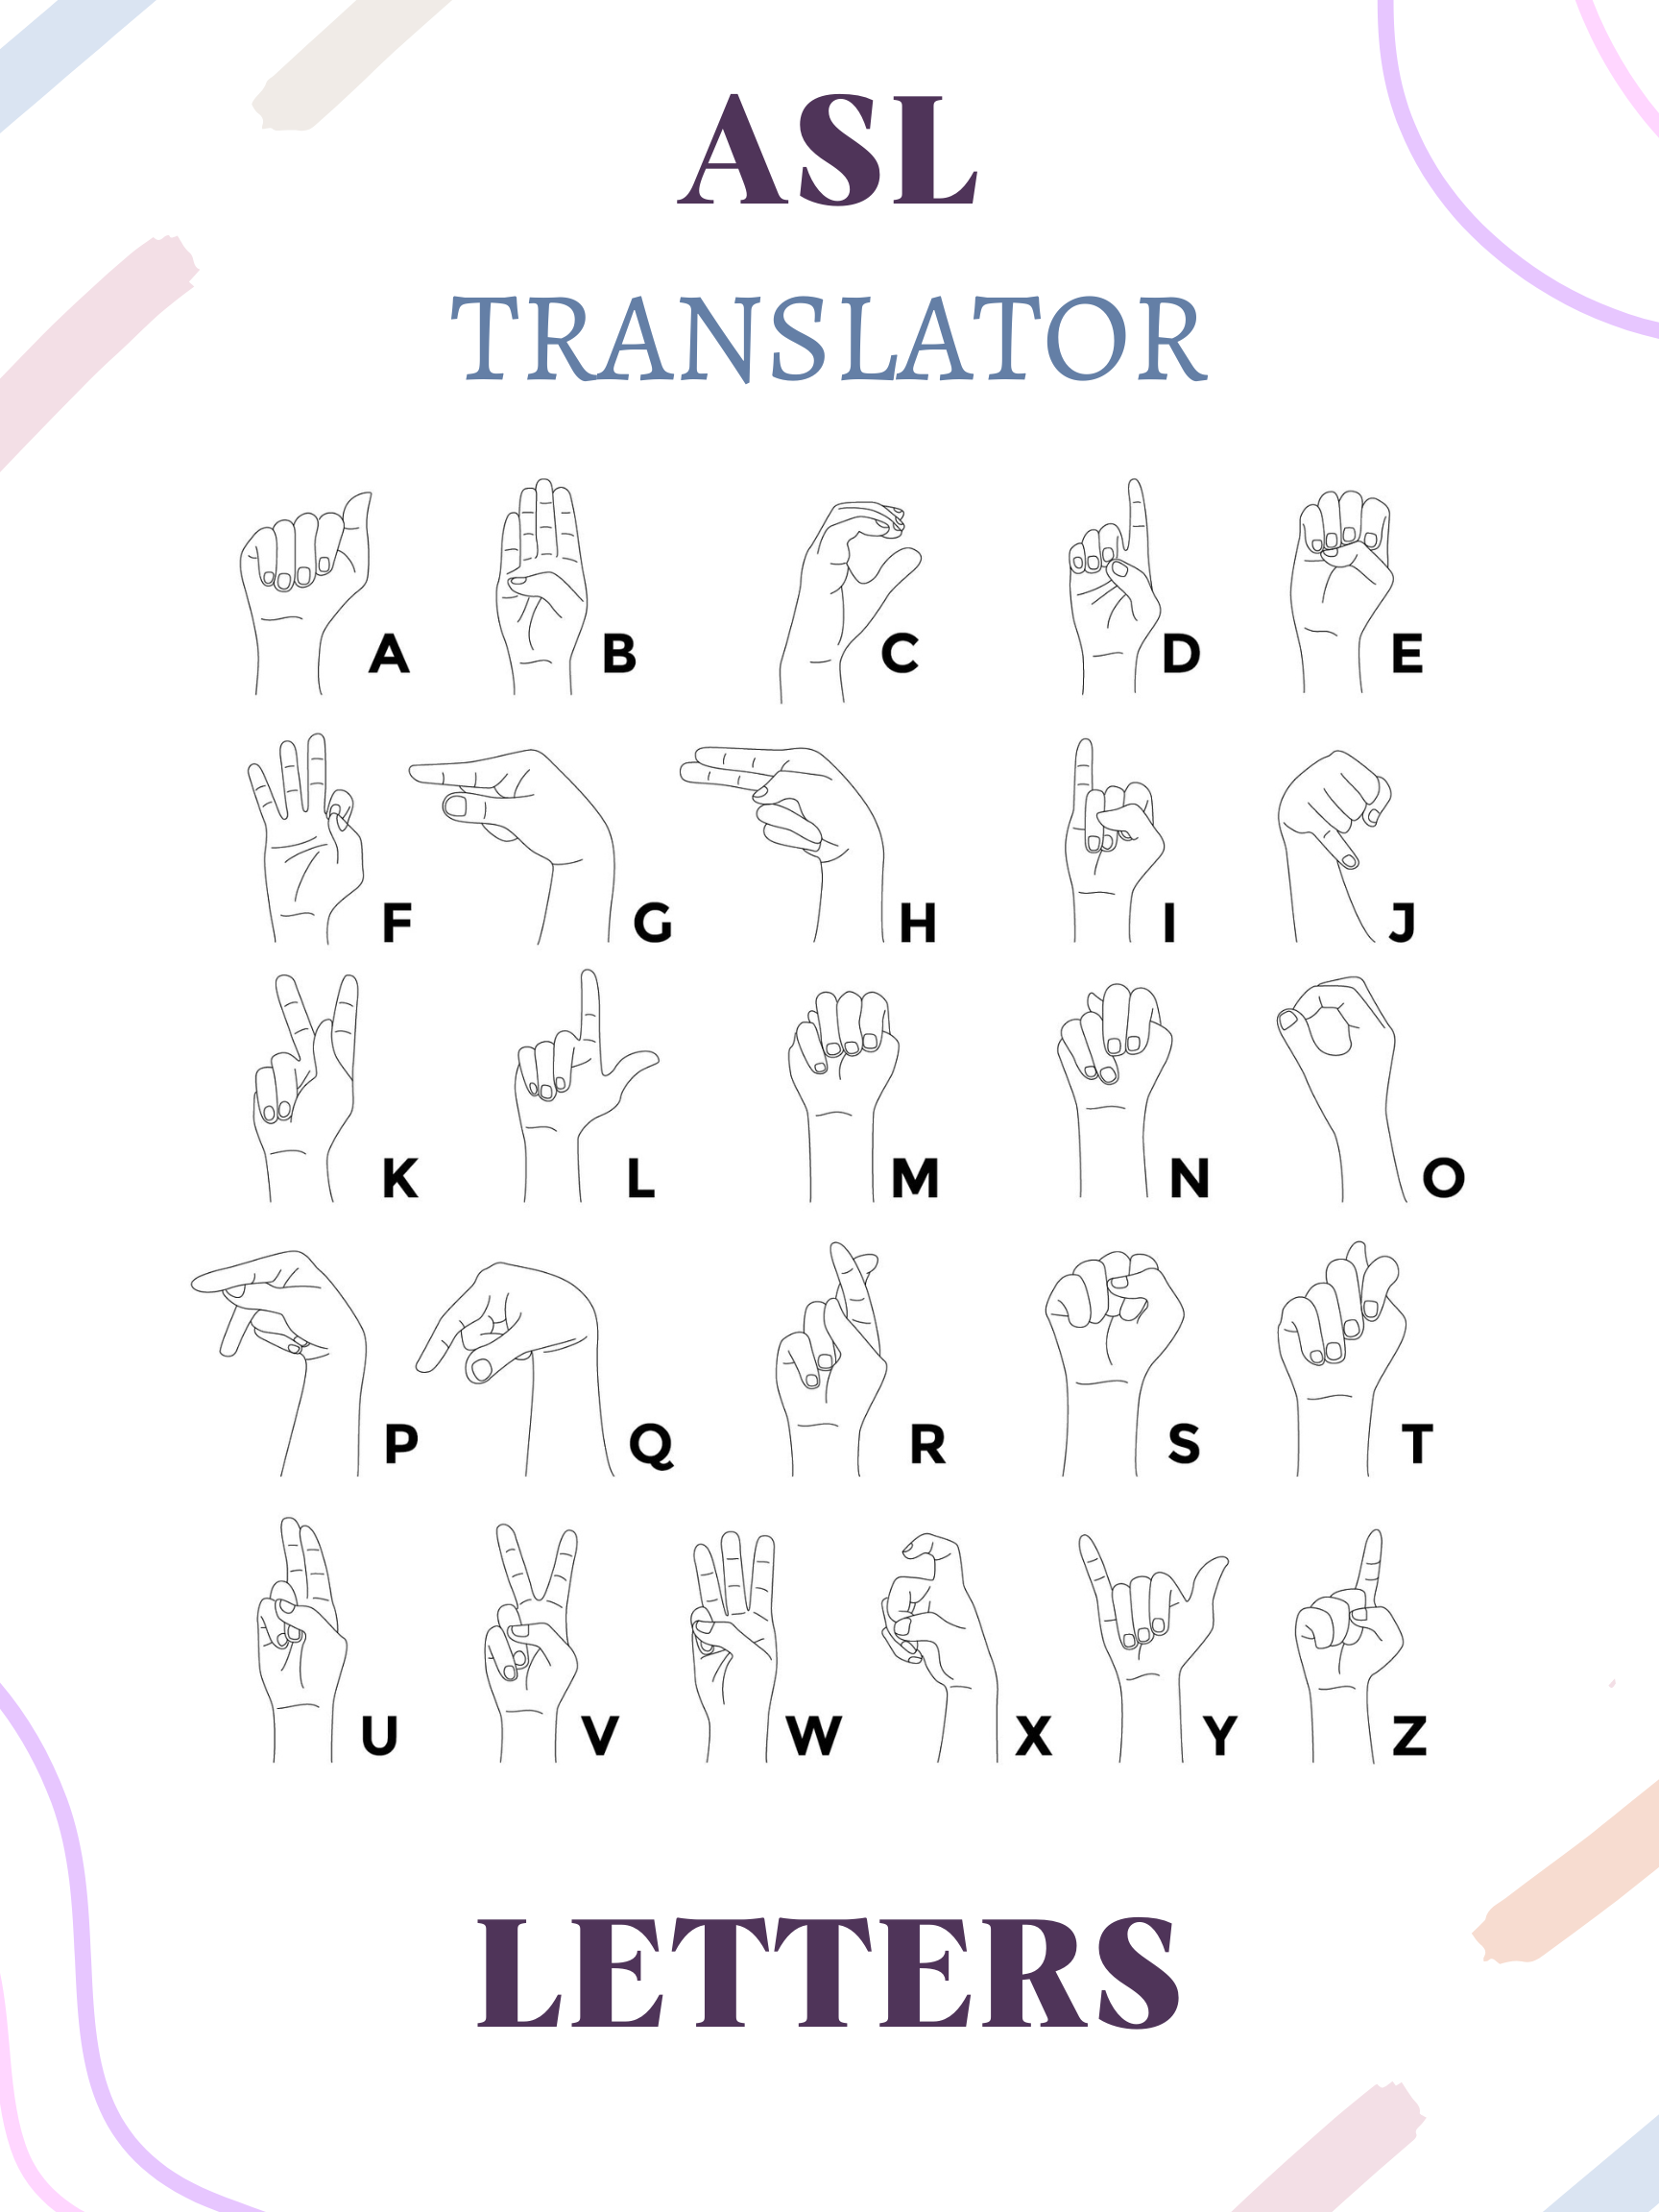 ASL
TRANSLATOR
A B C D E
F G H I J
K L M N O
P Q R S T
U V W X Y Z
LETTERS